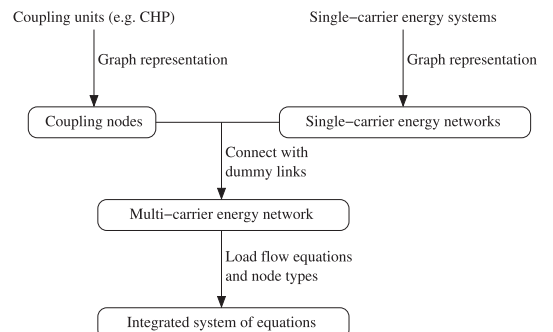 Coupling units (e.g. CHP)
Single−carrier energy systems
Graph representation
Graph representation
Coupling nodes
Single−carrier energy networks
Connect with
dummy links
Multi−carrier energy network
Load flow equations
and node types
Integrated system of equations